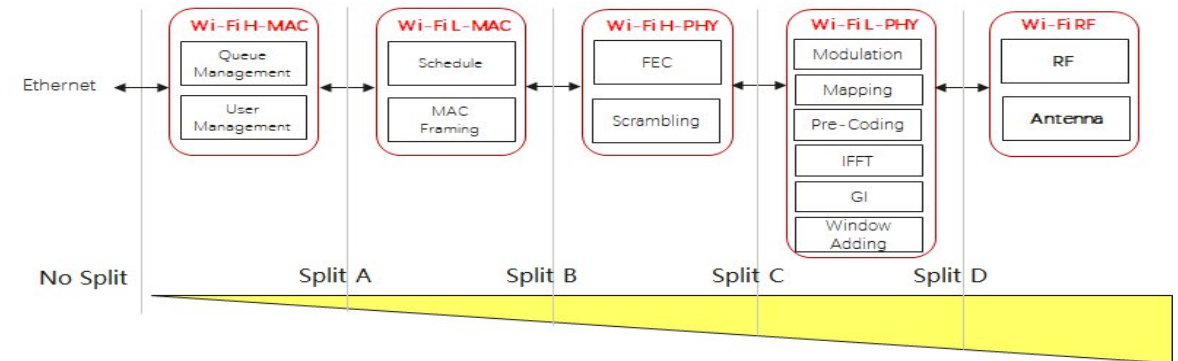 Wi-Fi H-MAC
Queue
Management
User
Management
Wi-Fi L-MAC
Schedule
MAC
Framing
Wi-Fi H-PHY
FEC
Scrambling
Wi-Fi L-PHY
Modulation
Mapping
Pre-Coding
IFFT
GI
Window
Adding
Wi-Fi RF
RF
Antenna
Ethernet
No Split
Split A
Split B
Split C
Split D